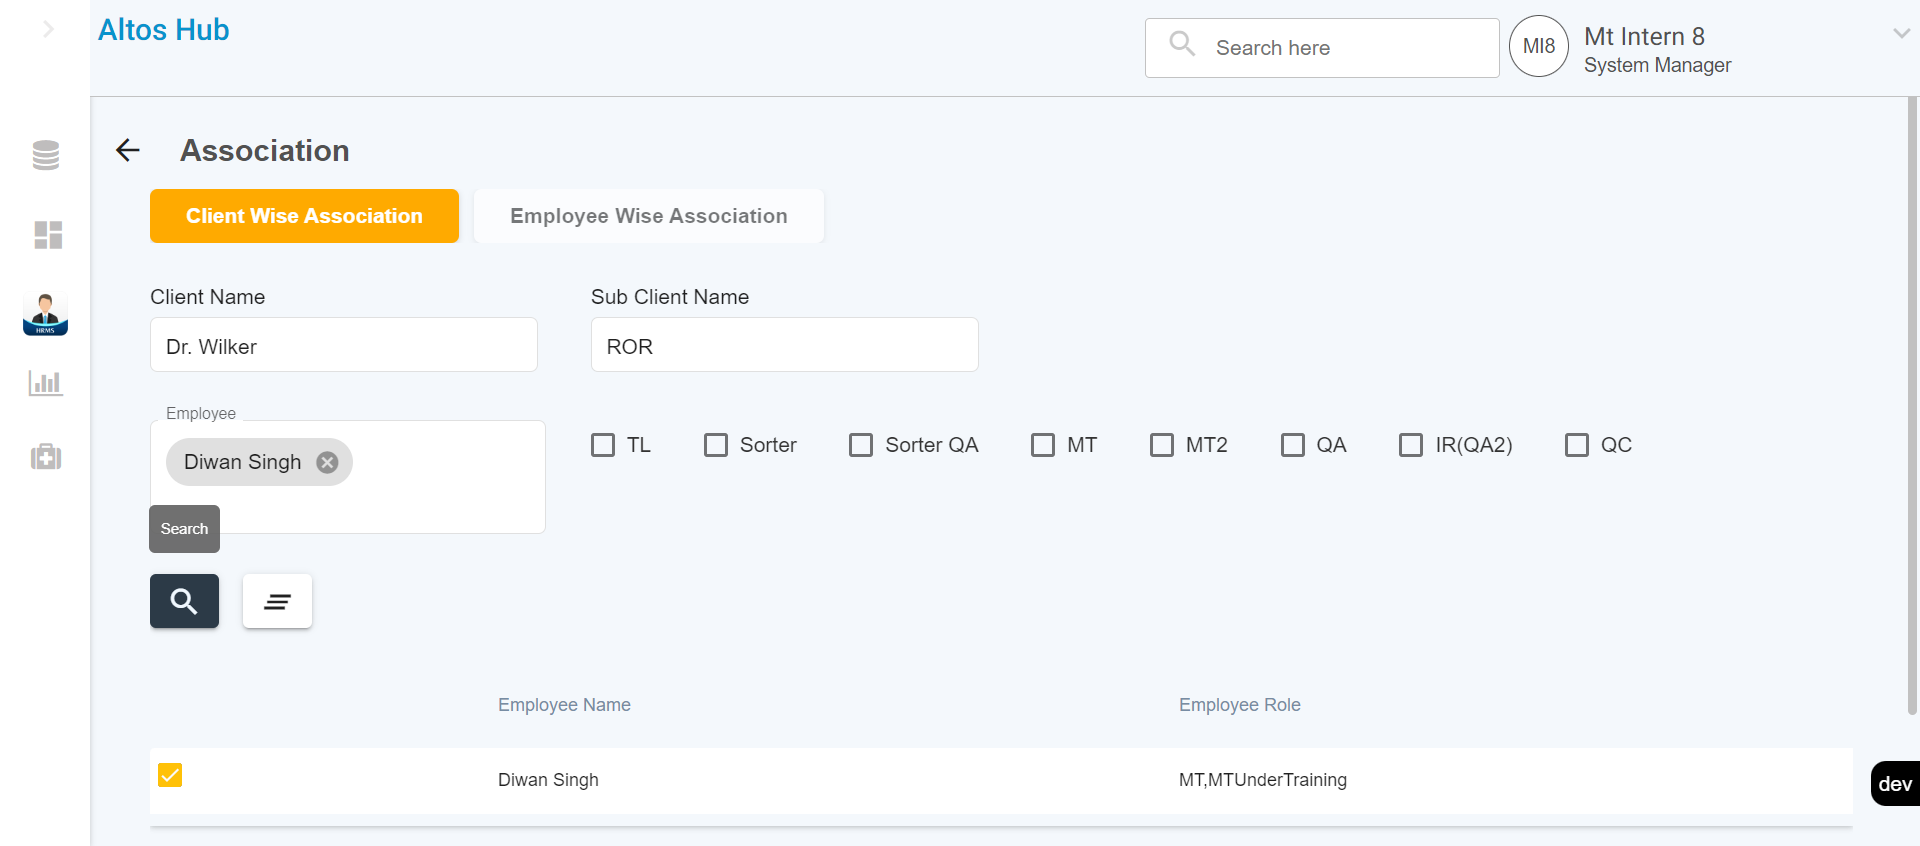 Altos Hub
Search here
MI8
Mt Intern 8
System Manager
Association
Client Wise Association
Employee Wise Association
Client Name
Sub Client Name
Dr. Wilker
ROR
Employee
Diwan Singh
TL
Sorter
Sorter QA
MT
MT2
QA
IR(QA2)
QC
HRMS
Search
Employee Name
Employee Role
Diwan Singh
MT,MTUnderTraining
dev